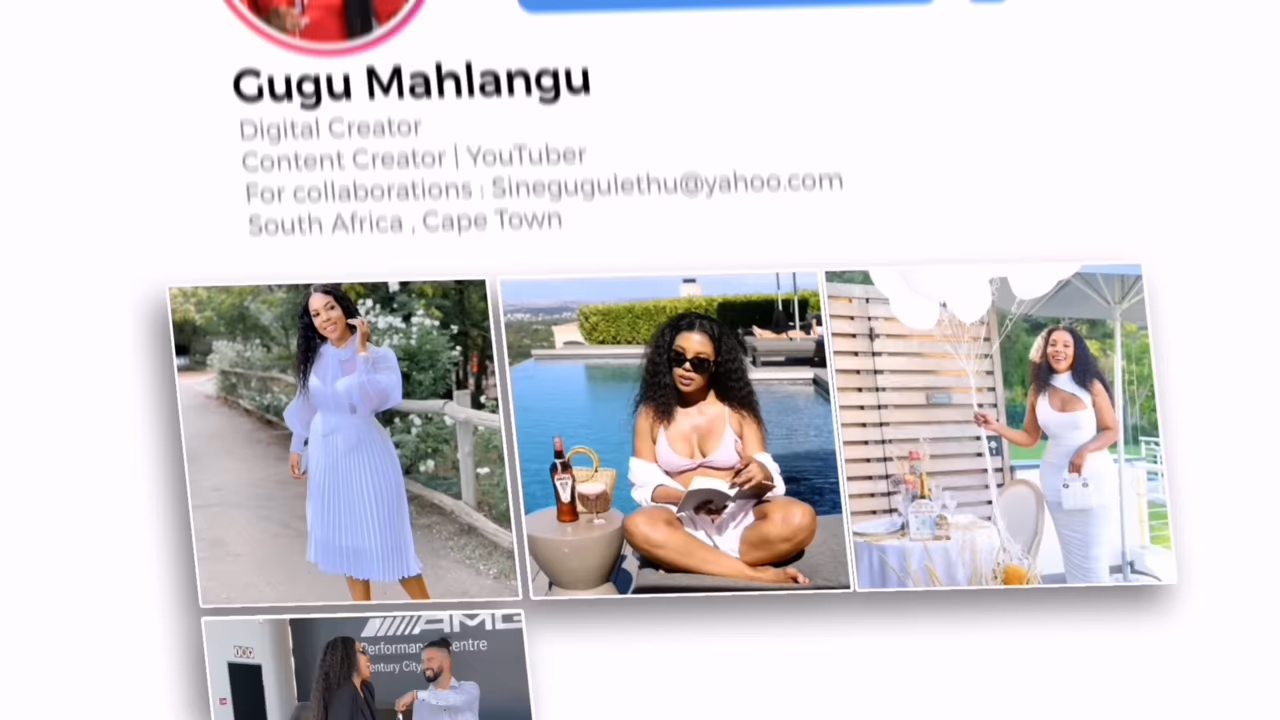 Gugu Mahlangu
Digital Creator
Content Creator | YouTuber
For collaborations : Sinegugulethu@yahoo.com
South Africa , Cape Town
AMG
Performance Centre
Century City